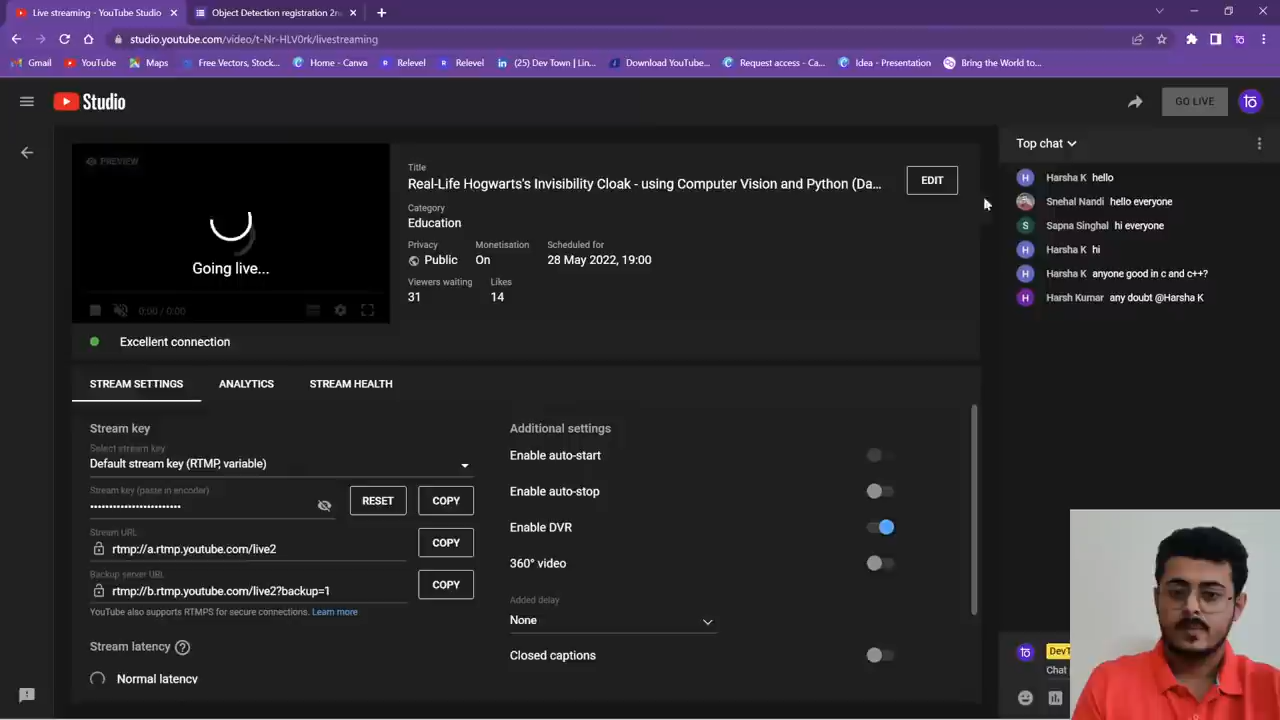 Live streaming - YouTube Studio
Object Detection registration 2n
studio.youtube.com/video/t-Nr-HLV0rk/livestreaming
Gmail YouTube Maps Free Vectors, Stock... Home - Canva Relevel Relevel (25) Dev Town | Lin... Download YouTube... Request access - Ca... Idea - Presentation Bring the World to...
Studio
GO LIVE
PREVIEW
Going live...
0:00 / 0:00
Excellent connection
Title
Real-Life Hogwarts's Invisibility Cloak - using Computer Vision and Python (Da...
EDIT
Category
Education
Privacy Monetisation Scheduled for
Public On 28 May 2022, 19:00
Viewers waiting Likes
31 14
Top chat
Harsha K hello
Snehal Nandi hello everyone
Sapna Singhal hi everyone
Harsha K hi
Harsha K anyone good in c and c++?
Harsh Kumar any doubt @Harsha K
STREAM SETTINGS ANALYTICS STREAM HEALTH
Stream key
Select stream key
Default stream key (RTMP, variable)
Stream key (paste in encoder)
RESET COPY
Stream URL
rtmp://a.rtmp.youtube.com/live2
COPY
Backup server URL
rtmp://b.rtmp.youtube.com/live2?backup=1
COPY
YouTube also supports RTMPS for secure connections. Learn more
Stream latency
Normal latency
Additional settings
Enable auto-start
Enable auto-stop
Enable DVR
360° video
Added delay
None
Closed captions
DevT
Chat